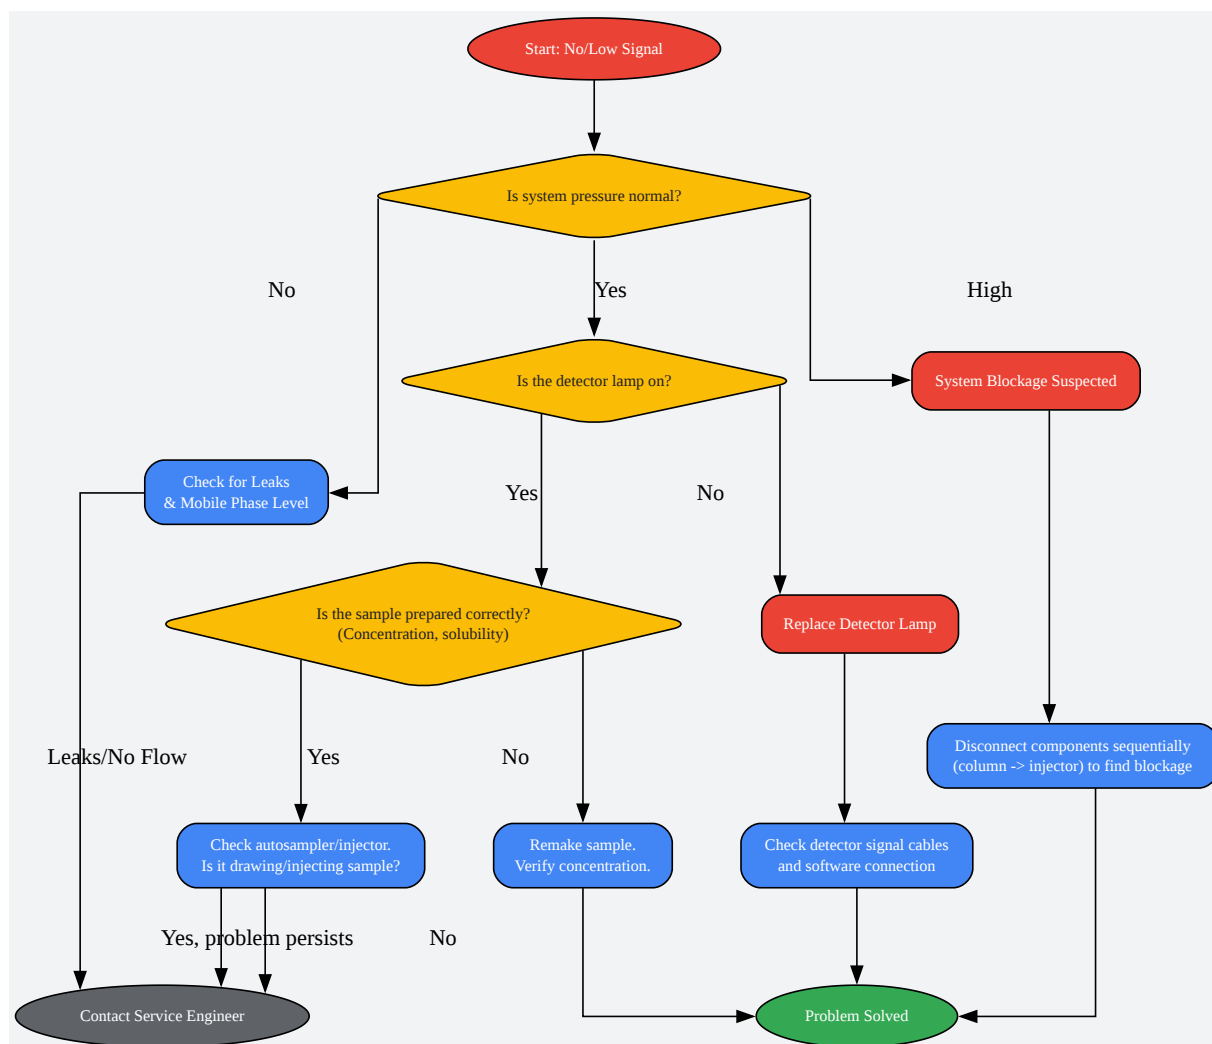 Start: No/Low Signal
Is system pressure normal?
No
Yes
High
Is the detector lamp on?
System Blockage Suspected
Check for Leaks
& Mobile Phase Level
Yes
No
Is the sample prepared correctly?
(Concentration, solubility)
Replace Detector Lamp
Leaks/No Flow
Yes
No
Disconnect components sequentially
(column -> injector) to find blockage
Check autosampler/injector.
Is it drawing/injecting sample?
Remake sample.
Verify concentration.
Check detector signal cables
and software connection
Yes, problem persists
No
Contact Service Engineer
Problem Solved